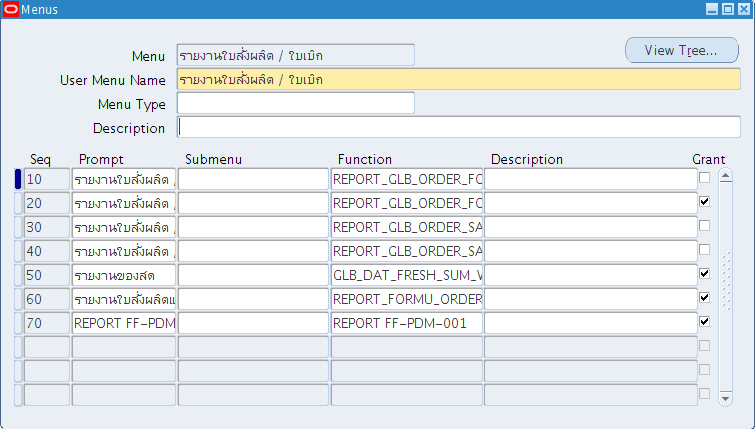 Menus
Menu รายงานใบสั่งผลิต / ใบเบิก View Tree...
User Menu Name รายงานใบสั่งผลิต / ใบเบิก
Menu Type
Description
Seq Prompt Submenu Function Description Grant
10 รายงานใบสั่งผลิต / REPORT_GLB_ORDER_FO
20 รายงานใบสั่งผลิต / REPORT_GLB_ORDER_FO
30 รายงานใบสั่งผลิต / REPORT_GLB_ORDER_SA
40 รายงานใบสั่งผลิต / REPORT_GLB_ORDER_SA
50 รายงานของสด GLB_DAT_FRESH_SUM_V
60 รายงานใบสั่งผลิตแ REPORT_FORMU_ORDER
70 REPORT FF-PDM REPORT FF-PDM-001